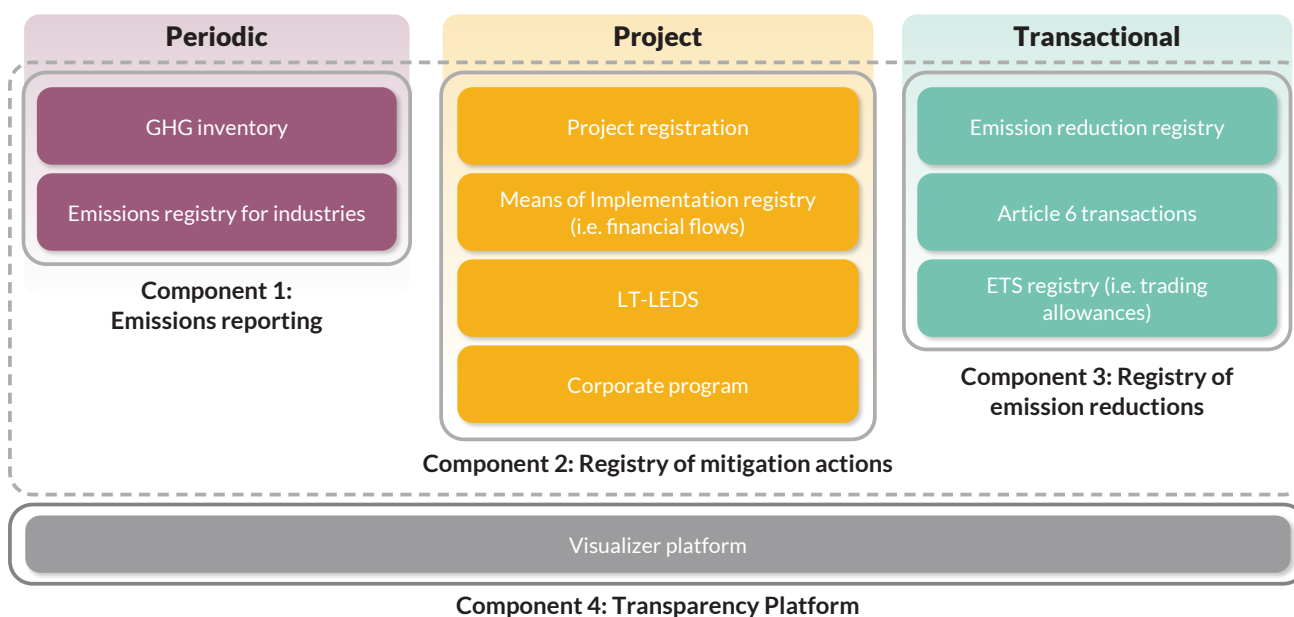 Periodic
GHG inventory
Emissions registry for industries
Component 1:
Emissions reporting
Project
Project registration
Means of Implementation registry
(i.e. financial flows)
LT-LEDS
Corporate program
Component 2: Registry of mitigation actions
Transactional
Emission reduction registry
Article 6 transactions
ETS registry (i.e. trading
allowances)
Component 3: Registry of
emission reductions
Visualizer platform
Component 4: Transparency Platform